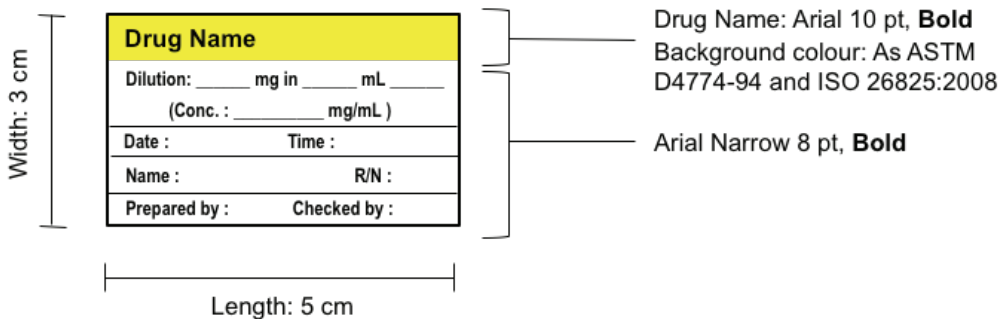 Drug Name
Dilution: ______ mg in ______ mL ______
(Conc. : __________ mg/mL )
Date : Time :
Name : R/N :
Prepared by : Checked by :
Width: 3 cm
Length: 5 cm
Drug Name: Arial 10 pt, Bold
Background colour: As ASTM
D4774-94 and ISO 26825:2008
Arial Narrow 8 pt, Bold